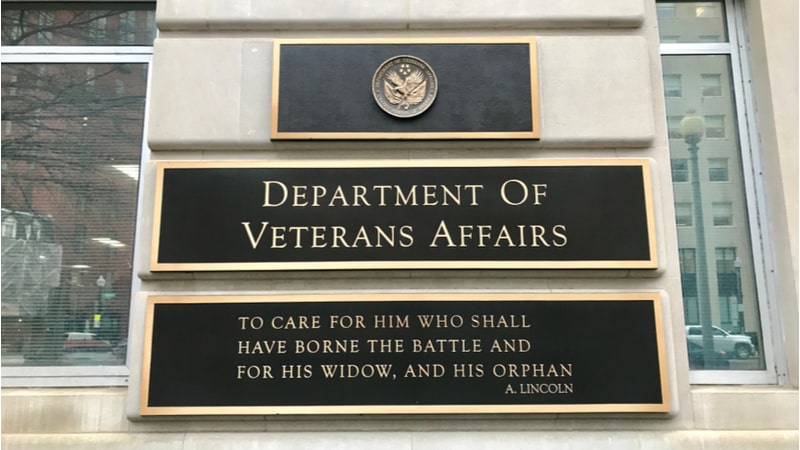 DEPARTMENT OF
VETERANS AFFAIRS
TO CARE FOR HIM WHO SHALL
HAVE BORNE THE BATTLE AND
FOR HIS WIDOW, AND HIS ORPHAN
A. LINCOLN